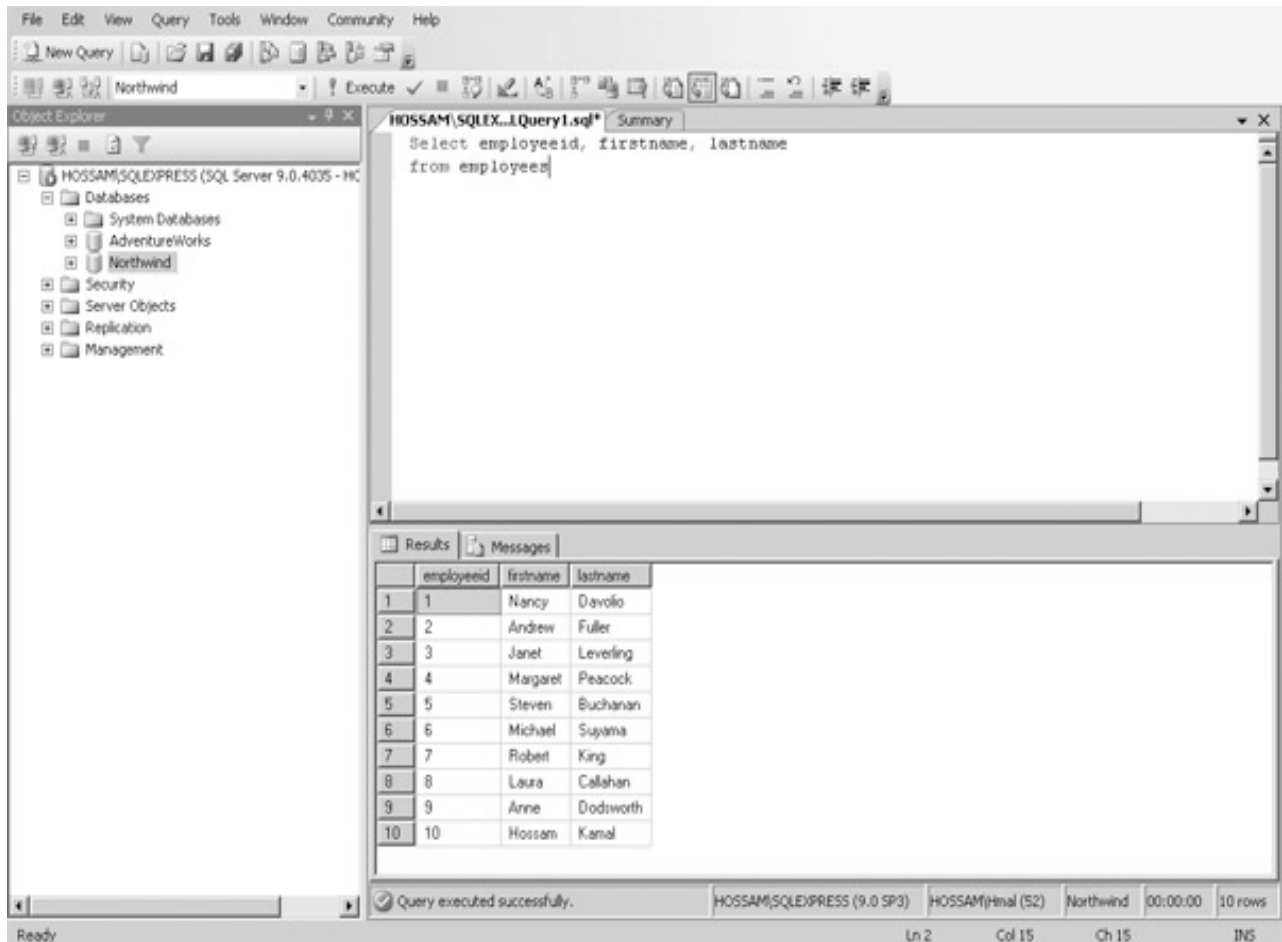 File Edit View Query Tools Window Community Help
New Query
Northwind Execute
Object Explorer
HOSSAM\SQLEXPRESS (SQL Server 9.0.4035 - HC
Databases
System Databases
AdventureWorks
Northwind
Security
Server Objects
Replication
Management
HOSSAM\SQLEX...LQuery1.sql* Summary
Select employeeid, firstname, lastname
from employees
Results Messages
employeeid firstname lastname
1 1 Nancy Davolio
2 2 Andrew Fuller
3 3 Janet Leverling
4 4 Margaret Peacock
5 5 Steven Buchanan
6 6 Michael Suyama
7 7 Robert King
8 8 Laura Callahan
9 9 Anne Dodsworth
10 10 Hossam Kamal
Query executed successfully. HOSSAM\SQLEXPRESS (9.0 SP3) HOSSAM\Hmal (52) Northwind 00:00:00 10 rows
Ready Ln 2 Col 15 Ch 15 INS